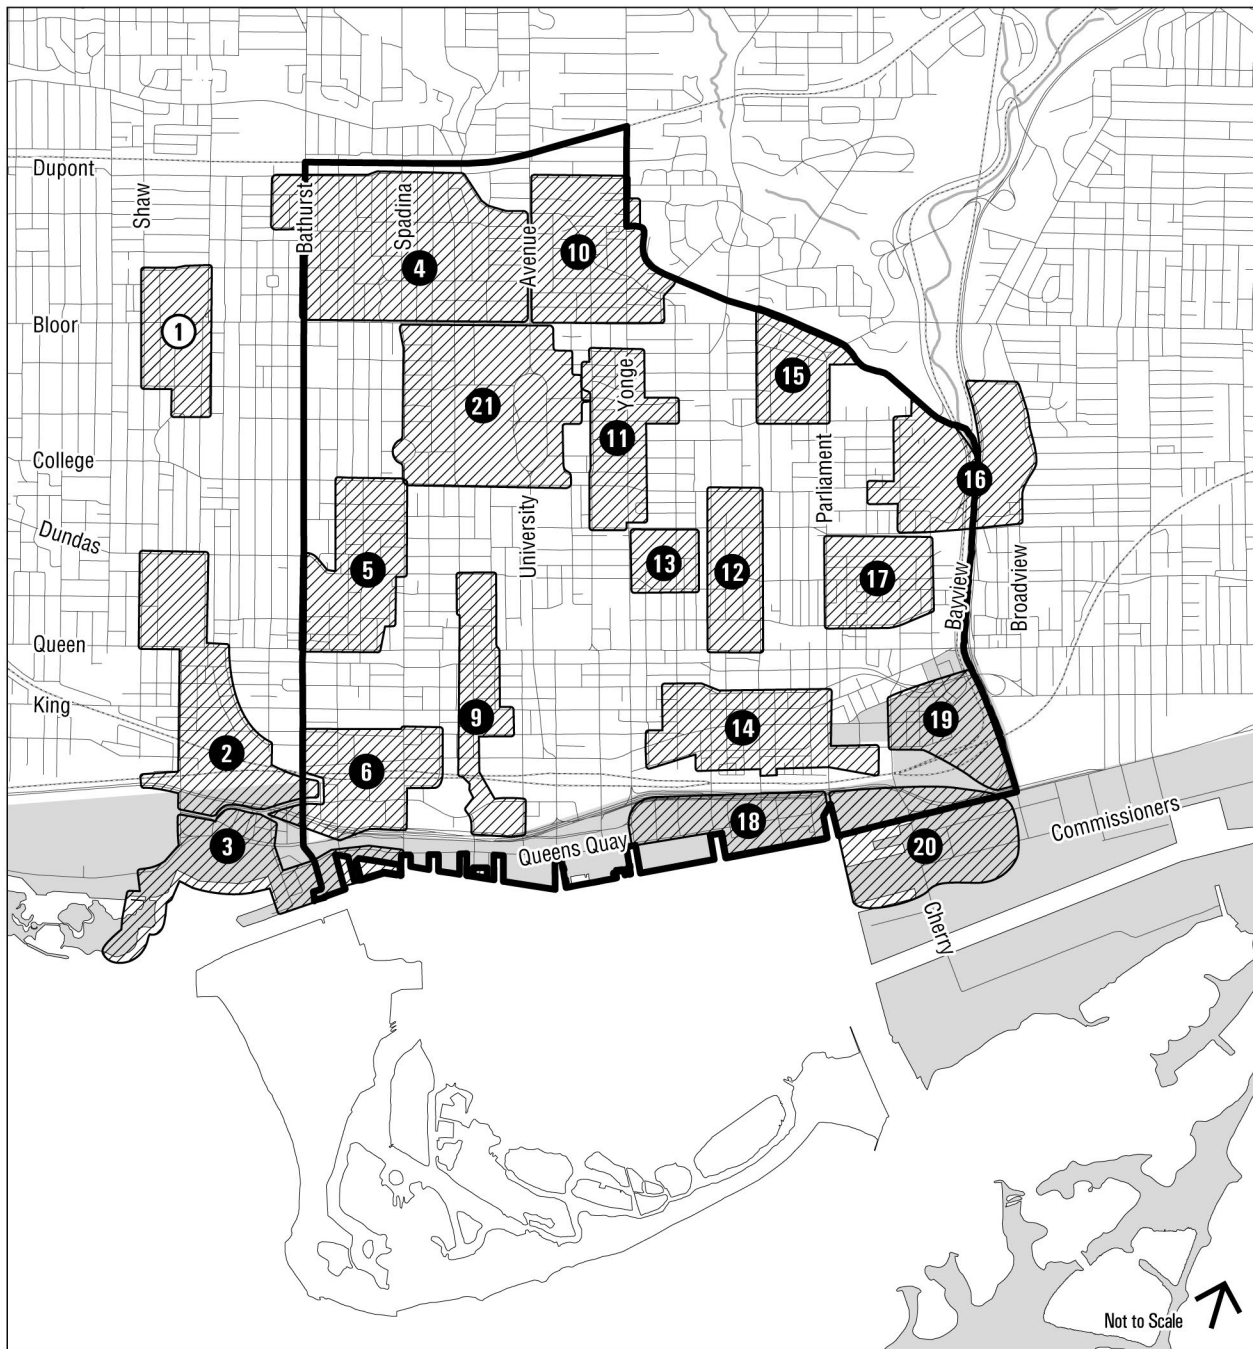 Dupont
Shaw
Bathurst
Spadina
Avenue
10
4
Bloor
1
Yonge
15
21
11
College
Parliament
16
University
Dundas
13
12
5
17
Bayview
Broadview
Queen
King
9
14
19
2
6
18
3
Queens Quay
20
Commissioners
Cherry
Not to Scale